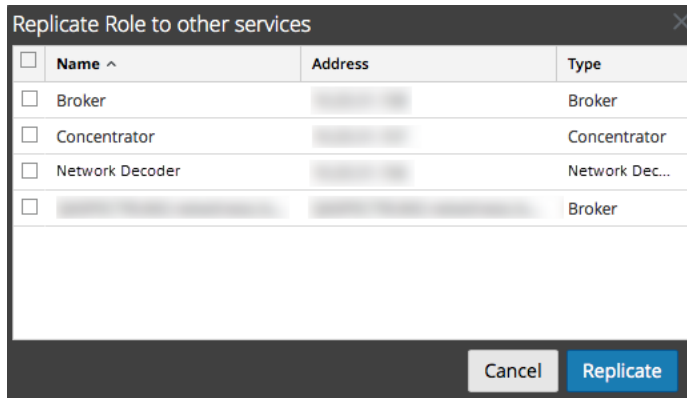 Replicate Role to other services
Name Address Type
Broker Broker
Concentrator Concentrator
Network Decoder Network Dec...
Broker
Cancel Replicate